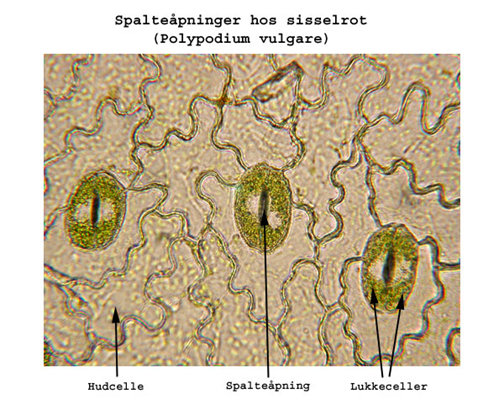 Spalteåpninger hos sisselrot
(Polypodium vulgare)
Hudcelle
Spalteåpning
Lukkeceller